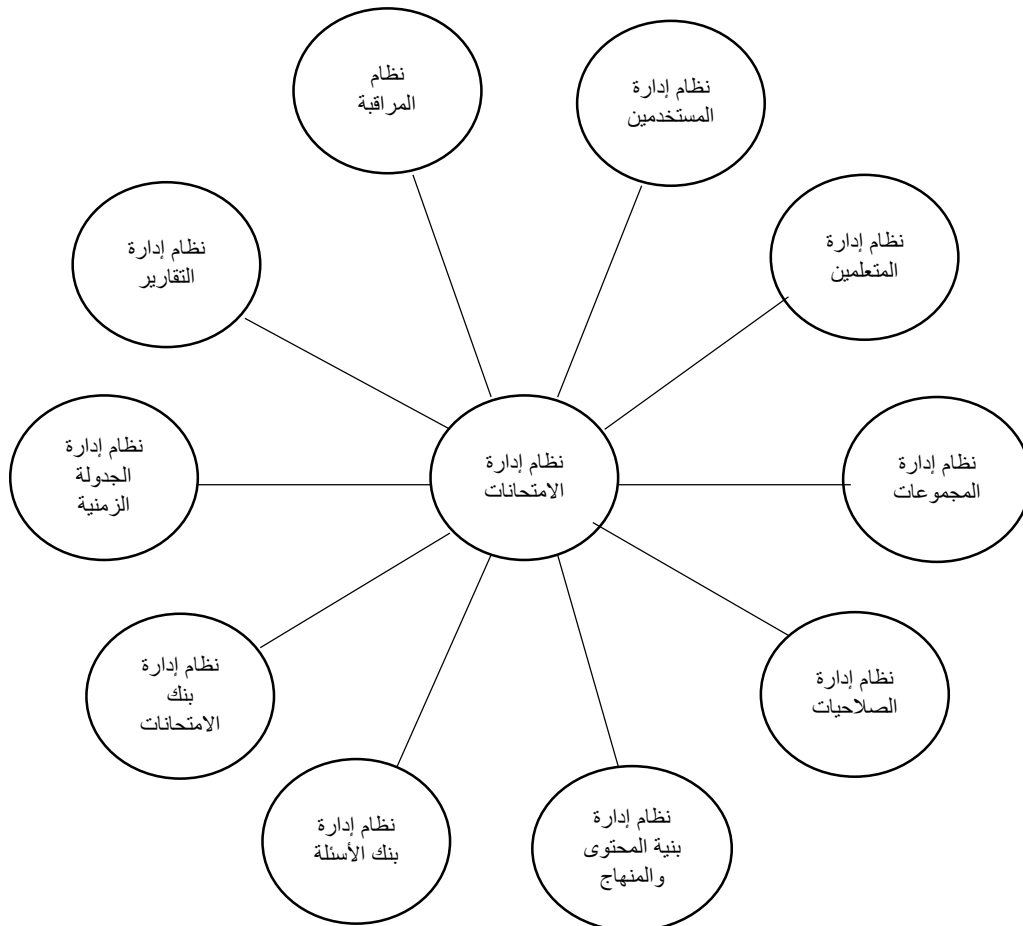 نظام
المراقبة
نظام إدارة
المستخدمين
نظام إدارة
المتعلمين
نظام إدارة
التقارير
نظام إدارة
الجدولة
الزمنية
نظام إدارة
الامتحانات
نظام إدارة
المجموعات
نظام إدارة
بنك
الامتحانات
نظام إدارة
الصلاحيات
نظام إدارة
بنك الأسئلة
نظام إدارة
بنية المحتوى
والمنهاج